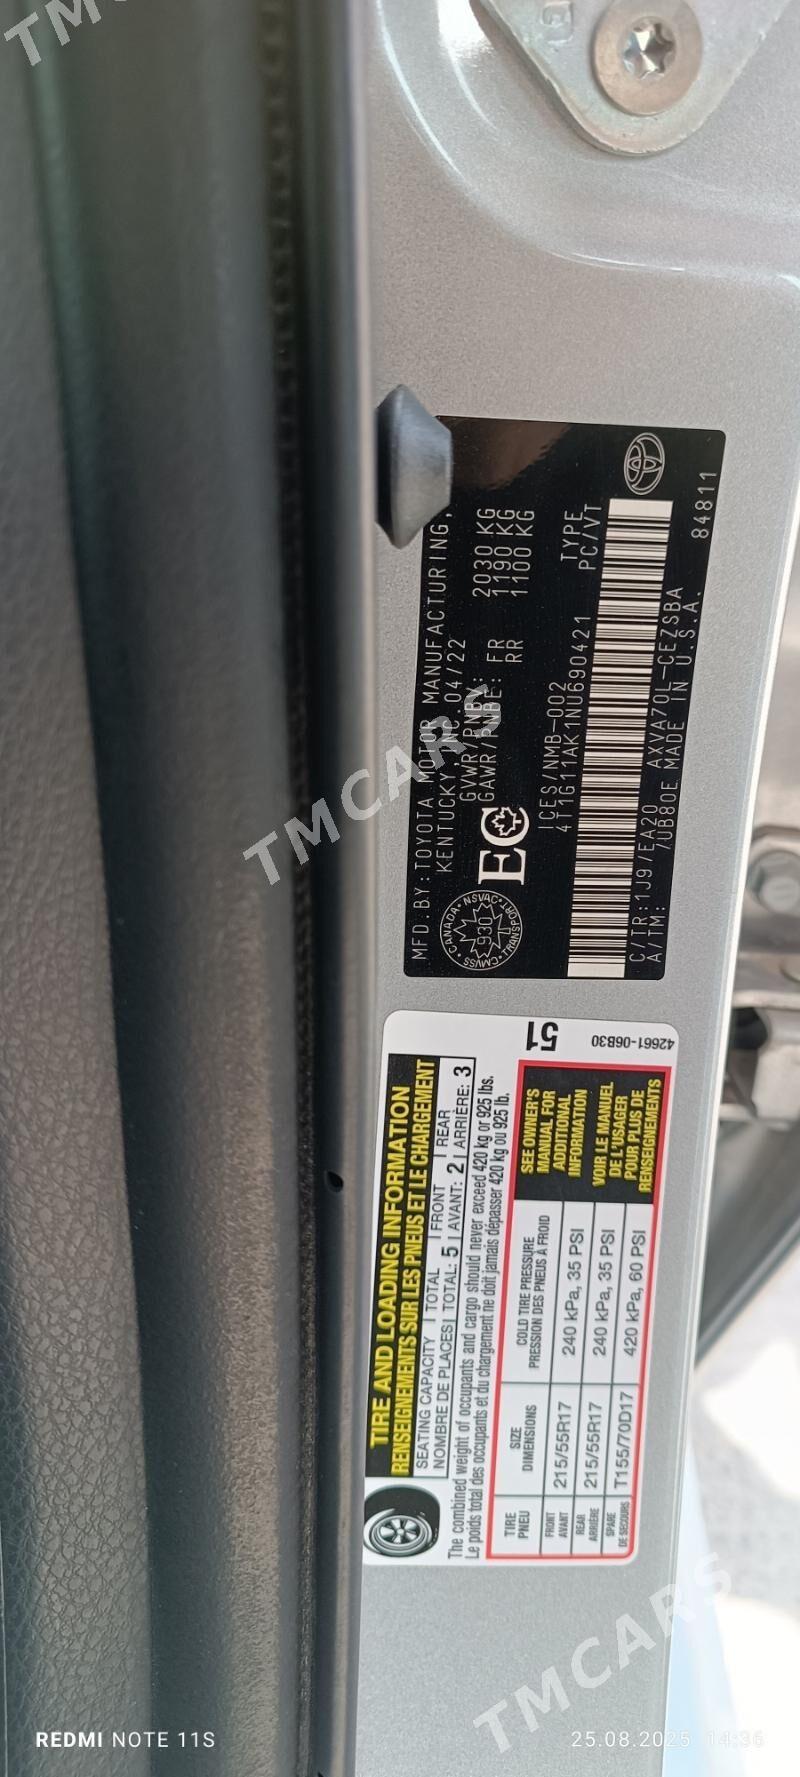 MFD.BY:TOYOTA MOTOR MANUFACTURING,
KENTUCKY, INC.04/22
GVWR/PNBV: 2030 KG
GAWR/PNBE: FR 1190 KG
RR 1100 KG
CANADA
NSVAC
930
CMVSS
TRANSPORT
EC
ICES/NMB-002
4T1G11AK1NU690421 TYPE
PC/VT
C/TR:1J9 /EA20 AXVA70L-CEZSBA
A/TM: /UB80E MADE IN U.S.A.
84811
TIRE AND LOADING INFORMATION
RENSEIGNEMENTS SUR LES PNEUS ET LE CHARGEMENT
SEATING CAPACITY | TOTAL | FRONT | REAR
NOMBRE DE PLACES | TOTAL: 5 | AVANT: 2 | ARRIÈRE: 3
The combined weight of occupants and cargo should never exceed 420 kg or 925 lbs.
Le poids total des occupants et du chargement ne doit jamais dépasser 420 kg ou 925 lb.
TIRE
PNEU
SIZE
DIMENSIONS
COLD TIRE PRESSURE
PRESSION DES PNEUS À FROID
FRONT
AVANT
215/55R17
240 kPa, 35 PSI
REAR
ARRIÈRE
215/55R17
240 kPa, 35 PSI
SPARE
DE SECOURS
T155/70D17
420 kPa, 60 PSI
SEE OWNER'S
MANUAL FOR
ADDITIONAL
INFORMATION
VOIR LE MANUEL
DE L'USAGER
POUR PLUS DE
RENSEIGNEMENTS
51
42661-06B30
TMCARS
TMCARS
REDMI NOTE 11S
25.08.2025 14:36